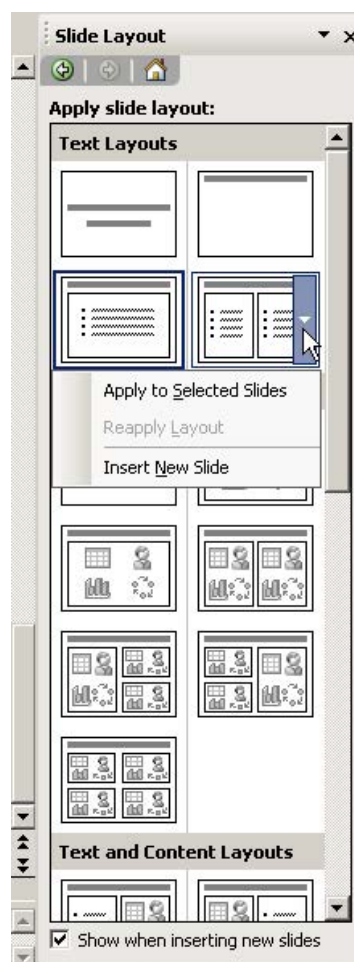 Slide Layout
Apply slide layout:
Text Layouts
Apply to Selected Slides
Reapply Layout
Insert New Slide
Text and Content Layouts
Show when inserting new slides